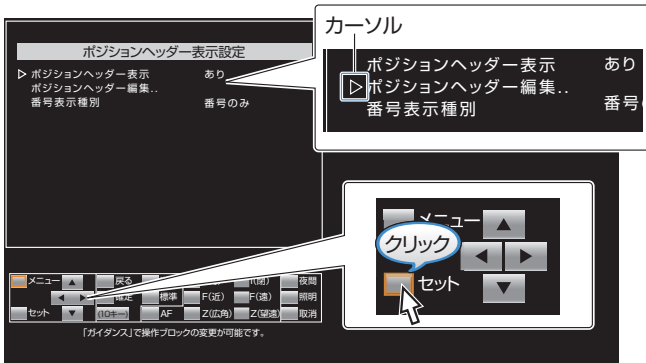 カーソル
ポジションヘッダー表示設定
▷ ポジションヘッダー表示 あり
ポジションヘッダー編集..
番号表示種別 番号のみ
ポジションヘッダー表示 あり
▷ ポジションヘッダー編集..
番号表示種別 番号
メニュー ▲
クリック
◀ ▶
セット ▼
メニュー ▲ 戻る 夜間
◀ ▶ 確定 標準 F(近) F(遠) 照明
セット ▼ (10キー) AF Z(広角) Z(望遠) 取消
「ガイダンス」で操作ブロックの変更が可能です。